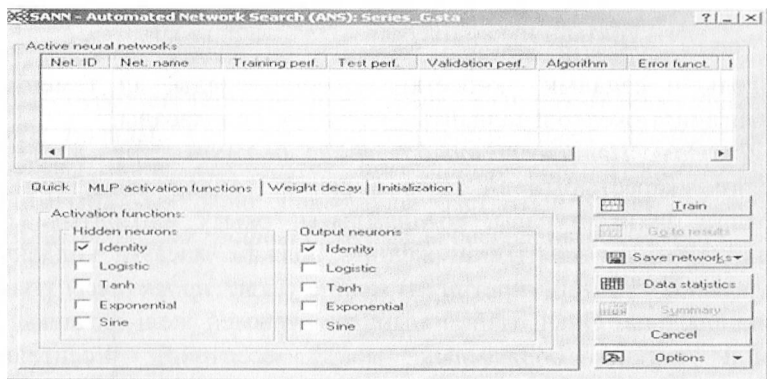 SANN - Automated Network Search (ANS): Series_G.sta
Active neural networks
Net. ID Net. name Training perf. Test perf. Validation perf. Algorithm Error funct.
Quick MLP activation functions Weight decay Initialization
Activation functions:
Hidden neurons
Identity
Logistic
Tanh
Exponential
Sine
Output neurons
Identity
Logistic
Tanh
Exponential
Sine
Train
Go to results
Save networks
Data statistics
Summary
Cancel
Options